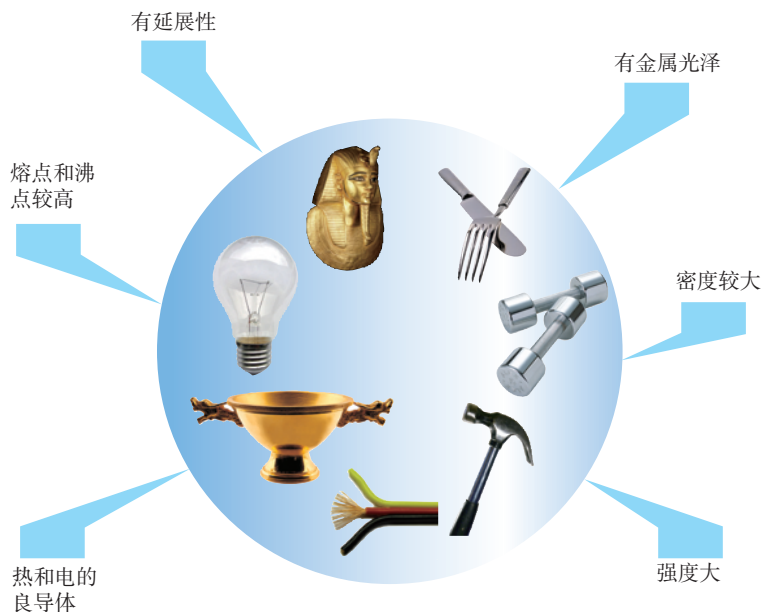 有延展性
有金属光泽
熔点和沸
点较高
密度较大
热和电的
良导体
强度大